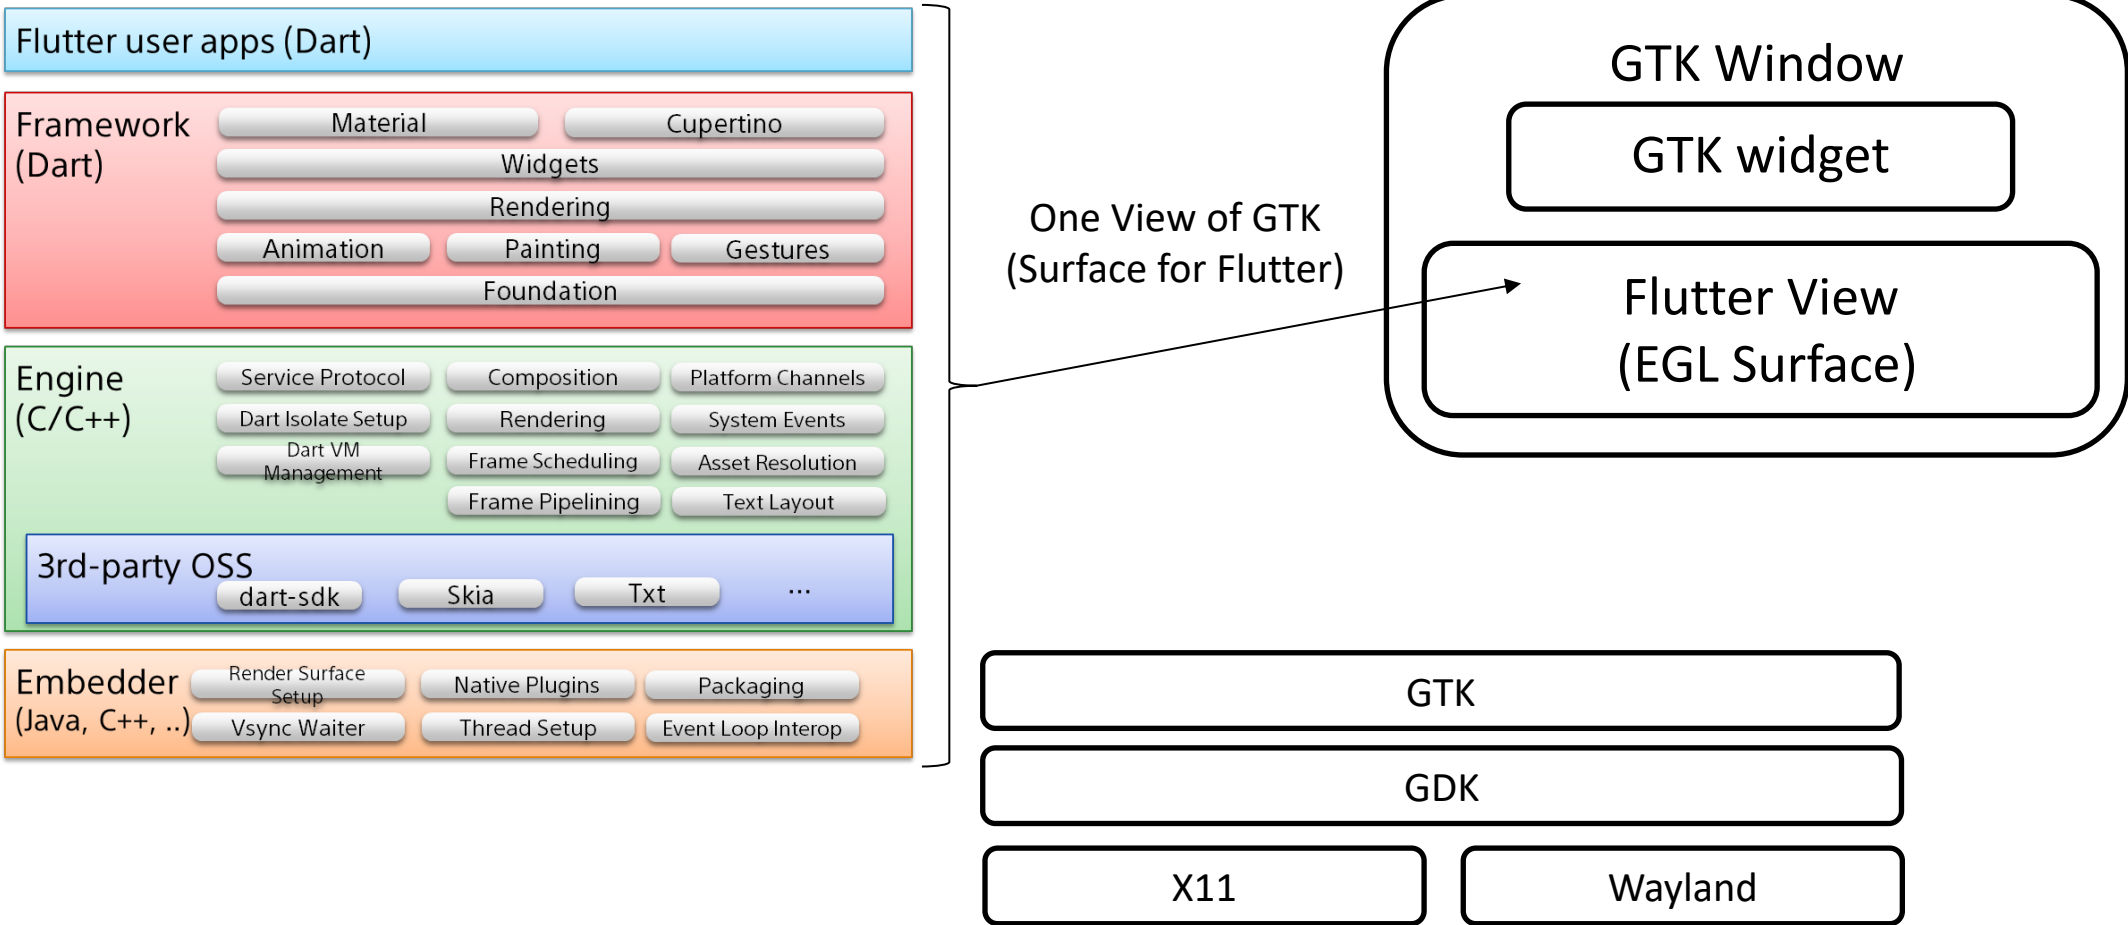 Flutter user apps (Dart)
Framework
(Dart)
Material
Cupertino
Widgets
Rendering
Animation
Painting
Gestures
Foundation
Engine
(C/C++)
Service Protocol
Composition
Platform Channels
Dart Isolate Setup
Rendering
System Events
Dart VM
Management
Frame Scheduling
Asset Resolution
Frame Pipelining
Text Layout
3rd-party OSS
dart-sdk
Skia
Txt
...
Embedder
(Java, C++, ..)
Render Surface
Setup
Native Plugins
Packaging
Vsync Waiter
Thread Setup
Event Loop Interop
One View of GTK
(Surface for Flutter)
GTK Window
GTK widget
Flutter View
(EGL Surface)
GTK
GDK
X11
Wayland